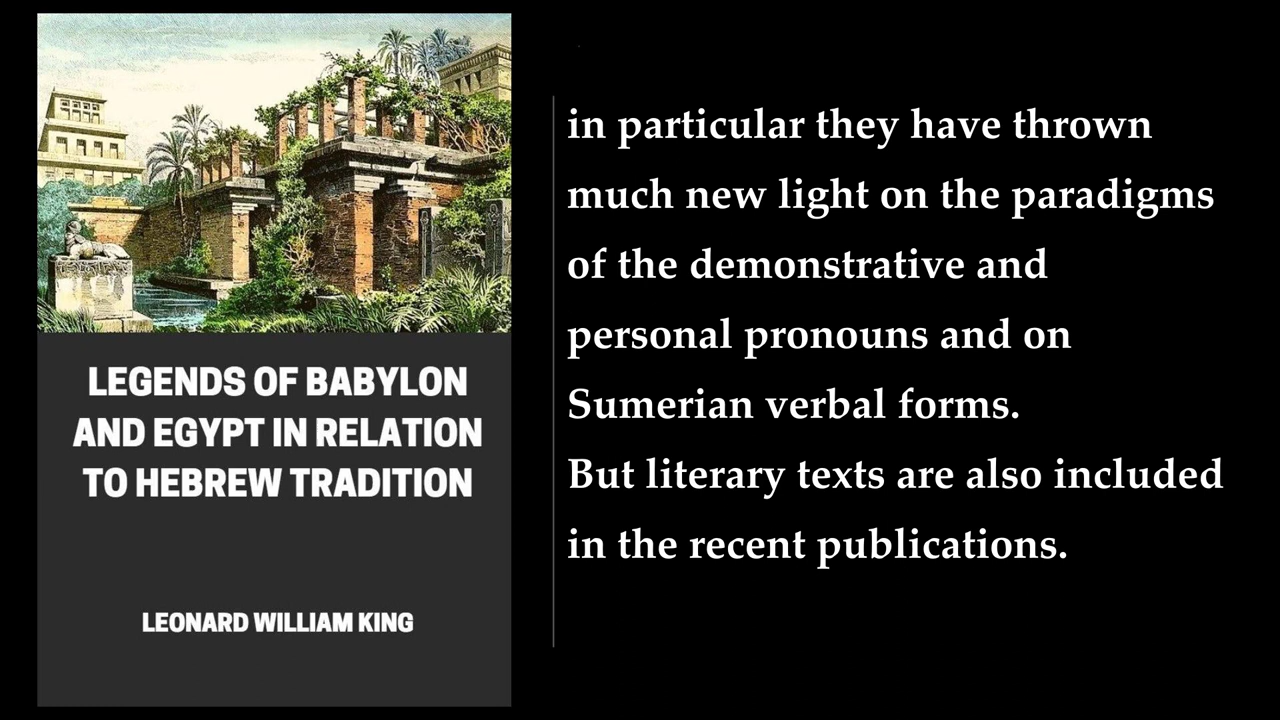 LEGENDS OF BABYLON
AND EGYPT IN RELATION
TO HEBREW TRADITION
LEONARD WILLIAM KING
in particular they have thrown
much new light on the paradigms
of the demonstrative and
personal pronouns and on
Sumerian verbal forms.
But literary texts are also included
in the recent publications.